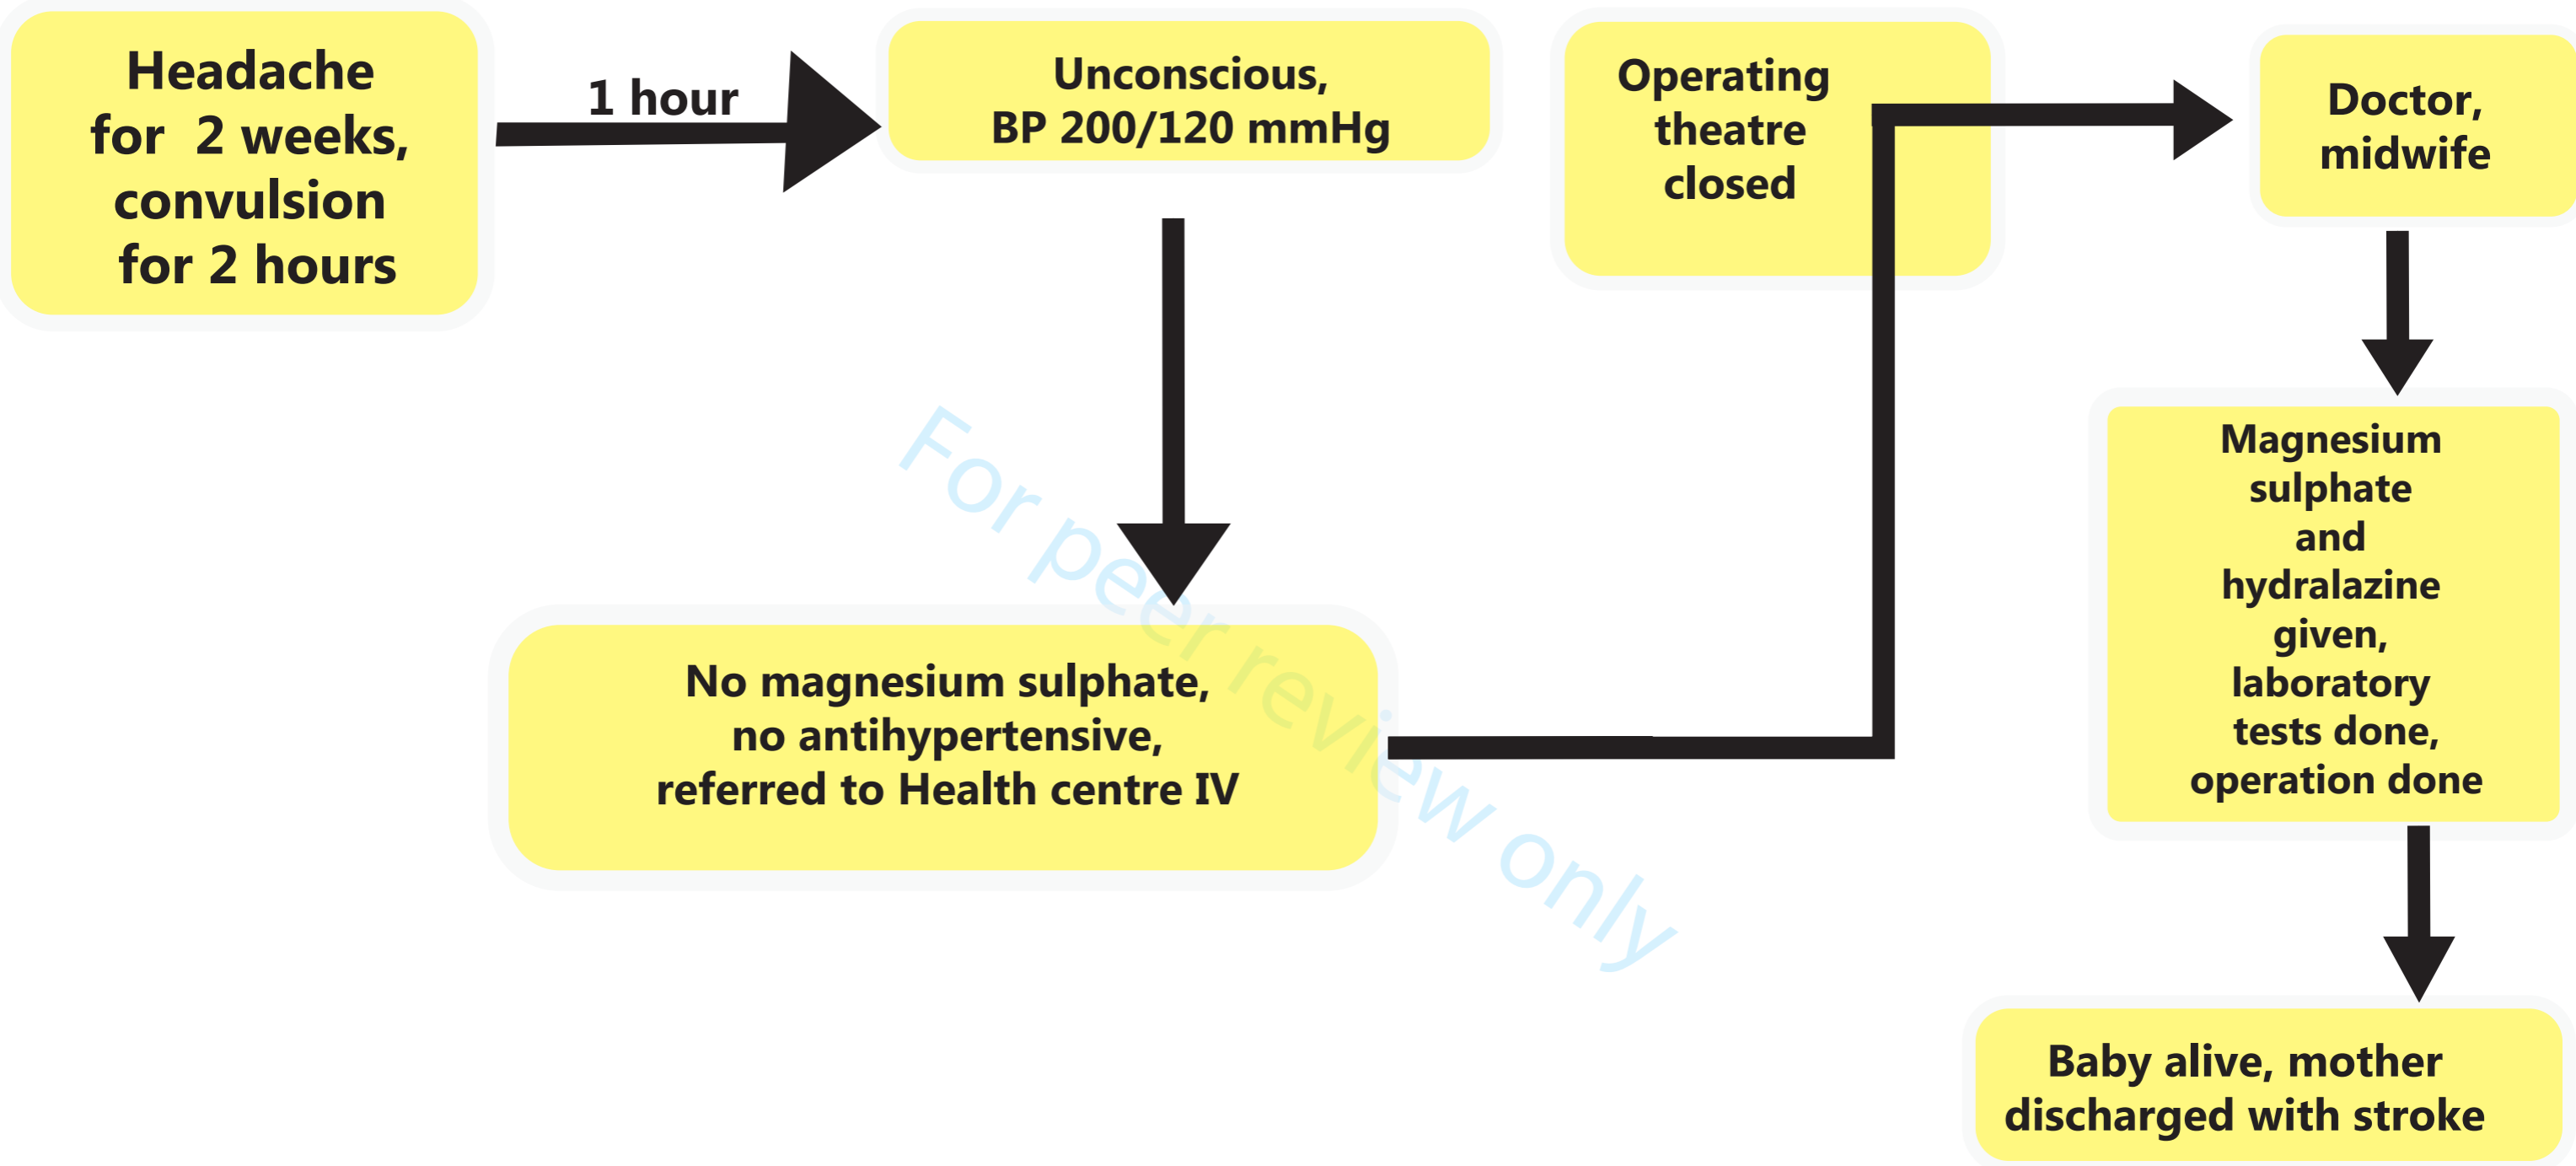 Headache
for 2 weeks,
convulsion
for 2 hours
1 hour
Unconscious,
BP 200/120 mmHg
No magnesium sulphate,
no antihypertensive,
referred to Health centre IV
Operating
theatre
closed
Doctor,
midwife
Magnesium
sulphate
and
hydralazine
given,
laboratory
tests done,
operation done
Baby alive, mother
discharged with stroke
For peer review only